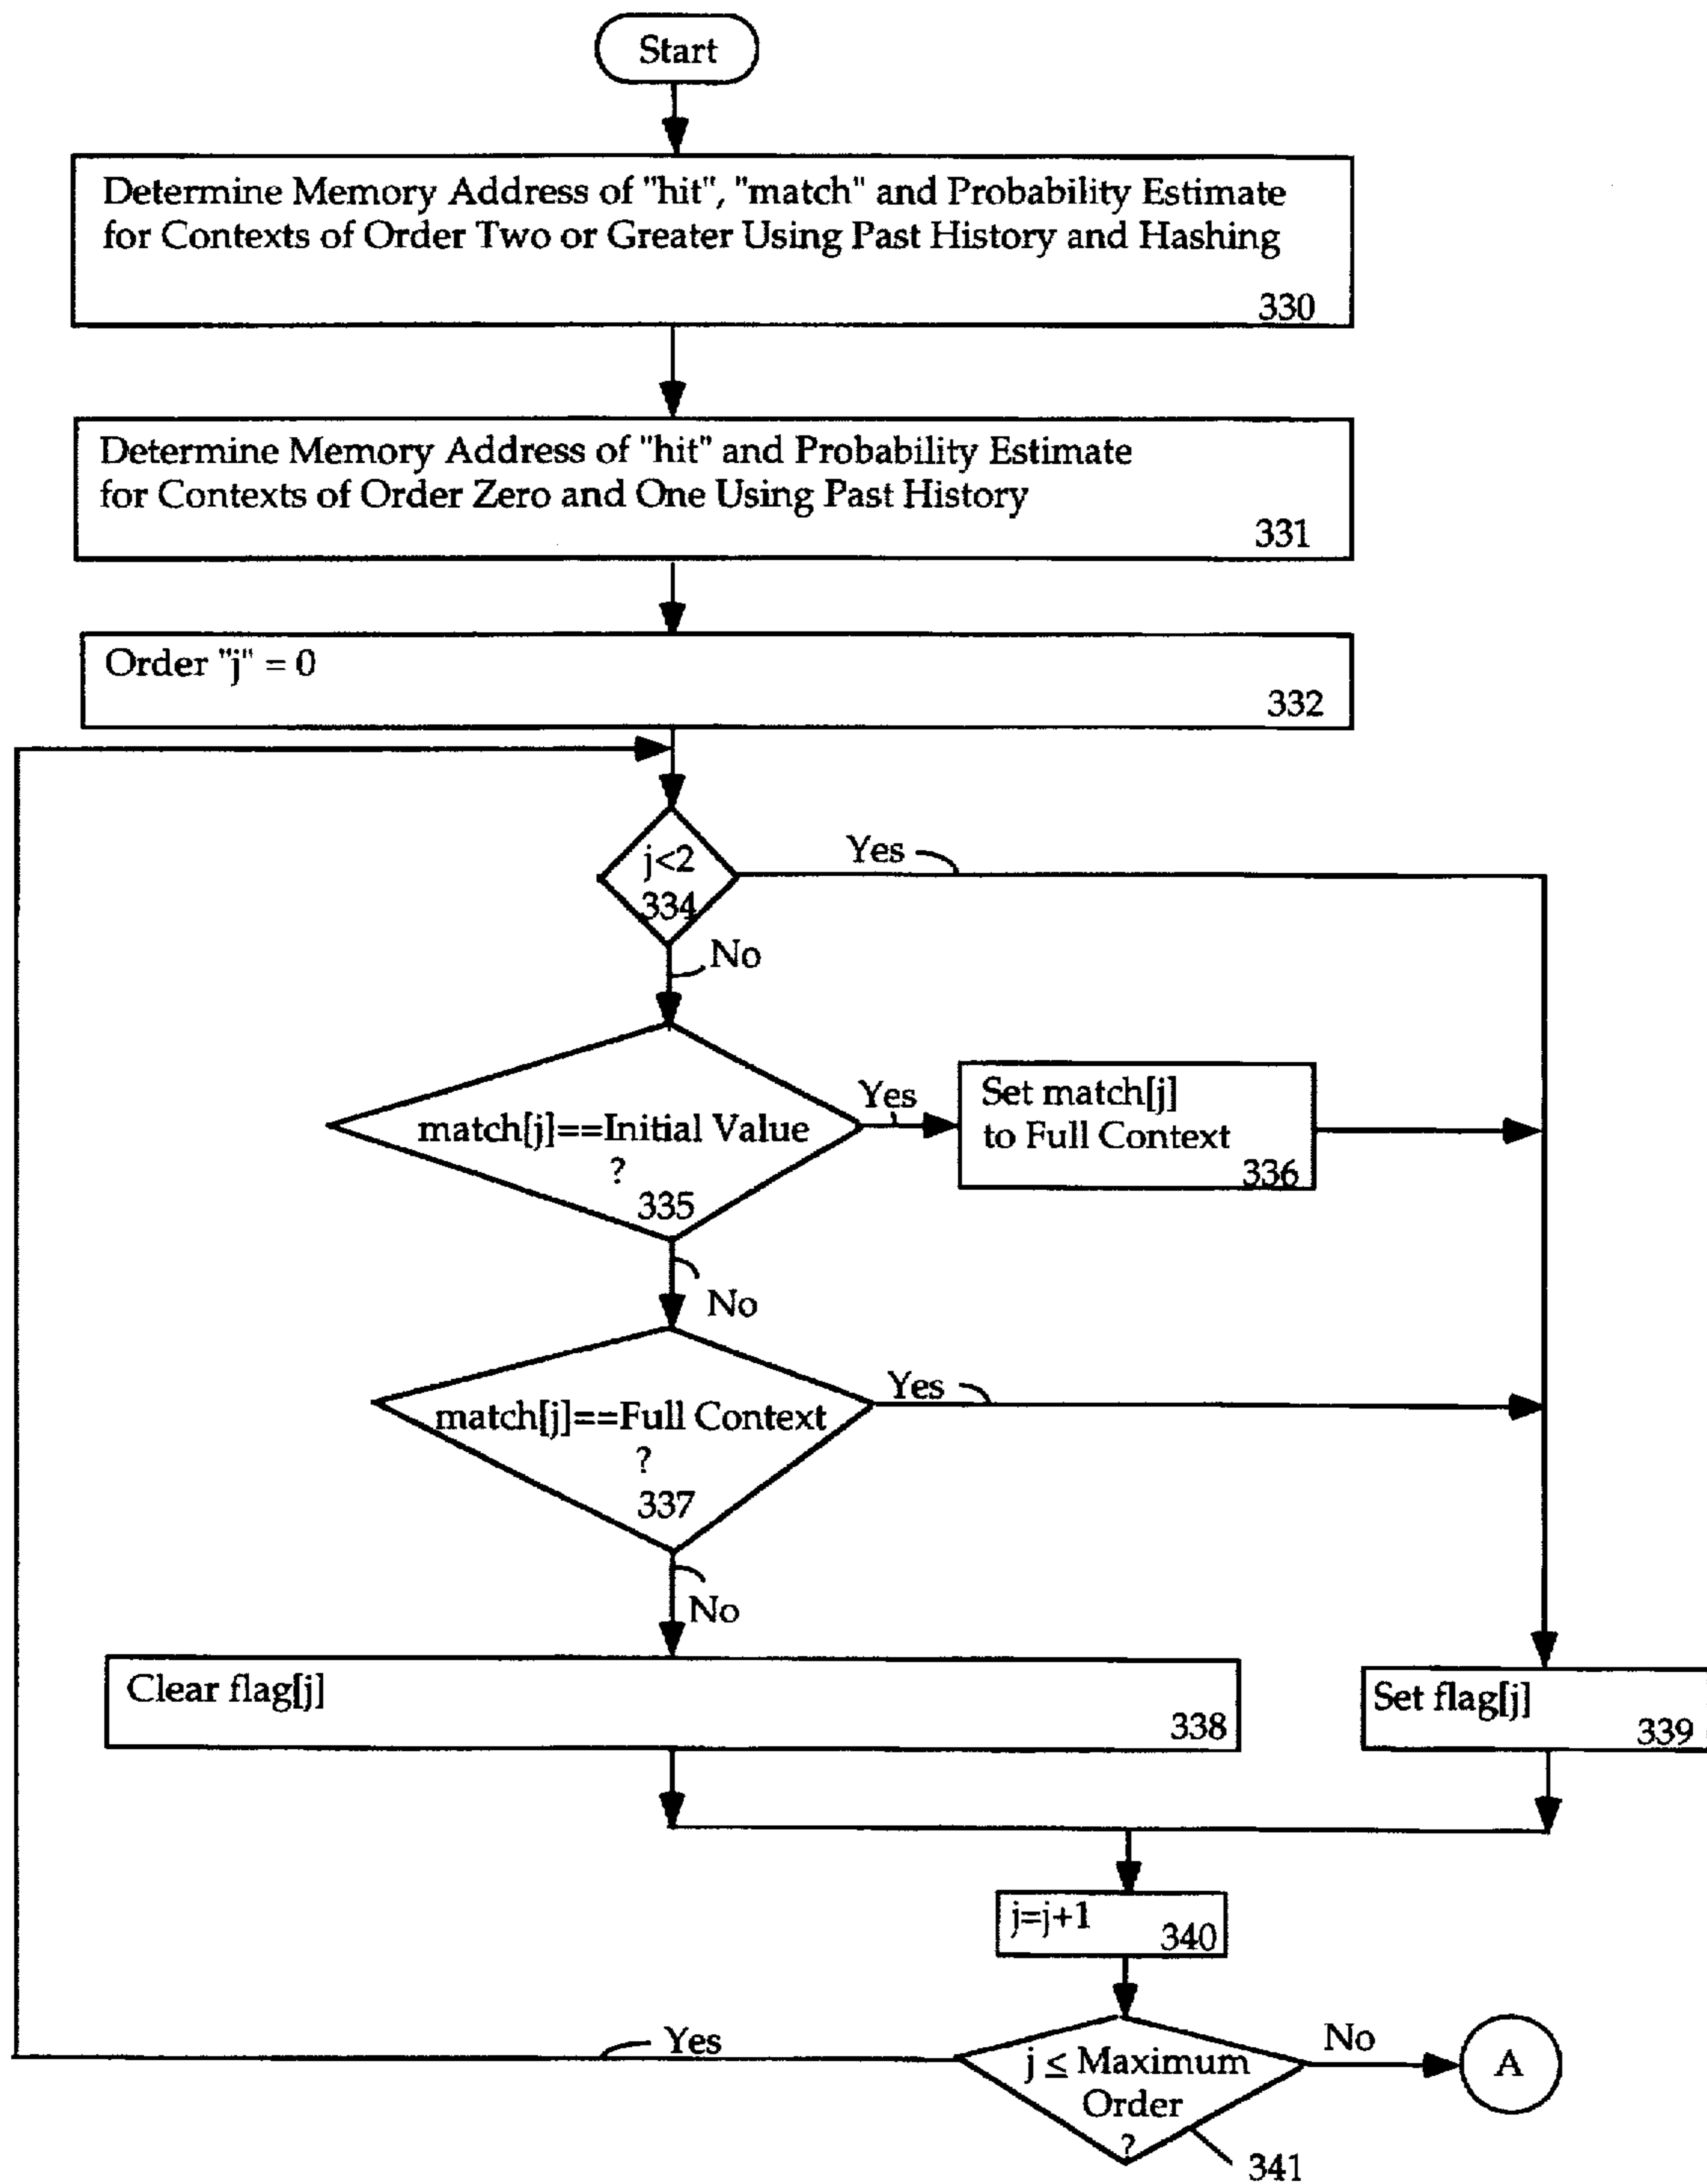 Start
Determine Memory Address of "hit", "match" and Probability Estimate
for Contexts of Order Two or Greater Using Past History and Hashing
330
Determine Memory Address of "hit" and Probability Estimate
for Contexts of Order Zero and One Using Past History
331
Order "j" = 0
332
j<2
334
Yes
No
match[j]==Initial Value
?
335
Yes
Set match[j]
to Full Context
336
No
match[j]==Full Context
?
337
Yes
No
Clear flag[j]
338
Set flag[j]
339
j=j+1
340
j ≤ Maximum
Order
?
341
Yes
No
A